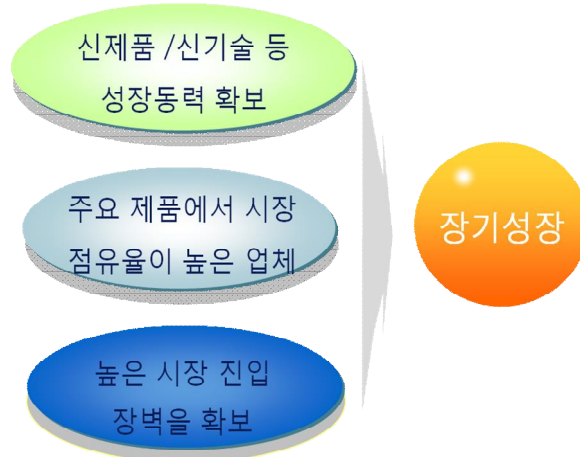 신제품 /신기술 등
성장동력 확보
주요 제품에서 시장
점유율이 높은 업체
높은 시장 진입
장벽을 확보
장기성장